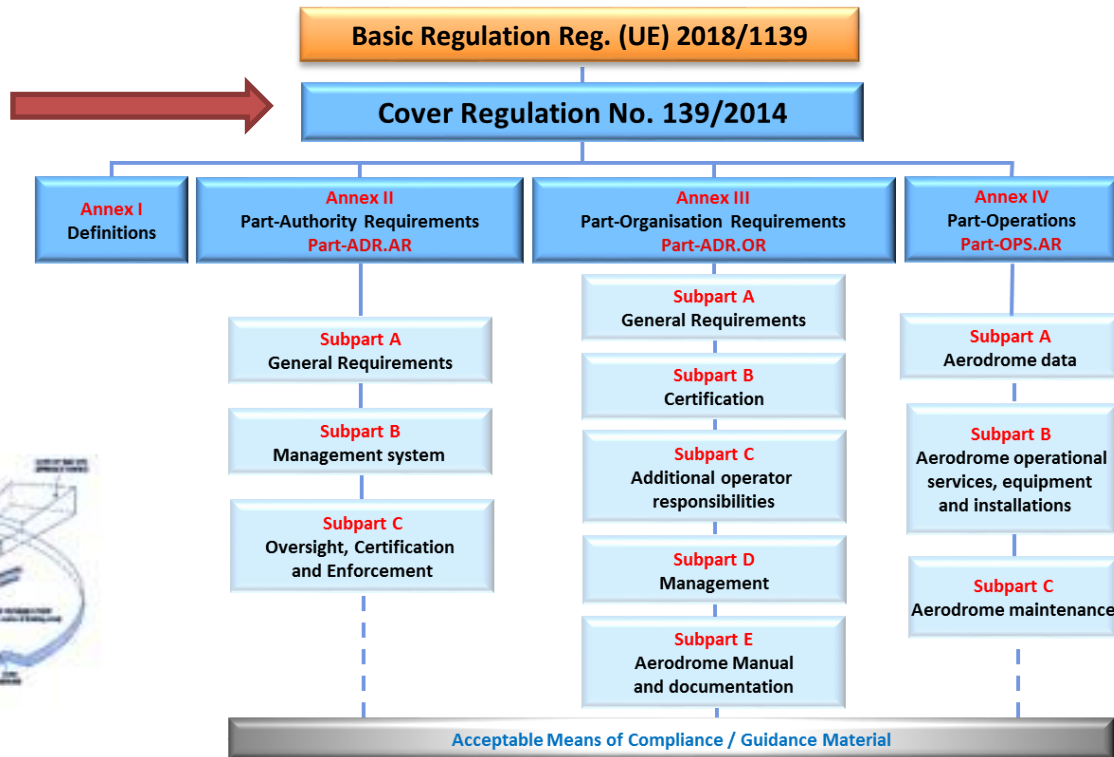 Basic Regulation Reg. (UE) 2018/1139
Cover Regulation No. 139/2014
Annex I
Definitions
Annex II
Part-Authority Requirements
Part-ADR.AR
Annex III
Part-Organisation Requirements
Part-ADR.OR
Annex IV
Part-Operations
Part-OPS.AR
Subpart A
General Requirements
Subpart B
Management system
Subpart C
Oversight, Certification
and Enforcement
Subpart A
General Requirements
Subpart B
Certification
Subpart C
Additional operator
responsibilities
Subpart D
Management
Subpart E
Aerodrome Manual
and documentation
Subpart A
Aerodrome data
Subpart B
Aerodrome operational
services, equipment
and installations
Subpart C
Aerodrome maintenance
Acceptable Means of Compliance / Guidance Material